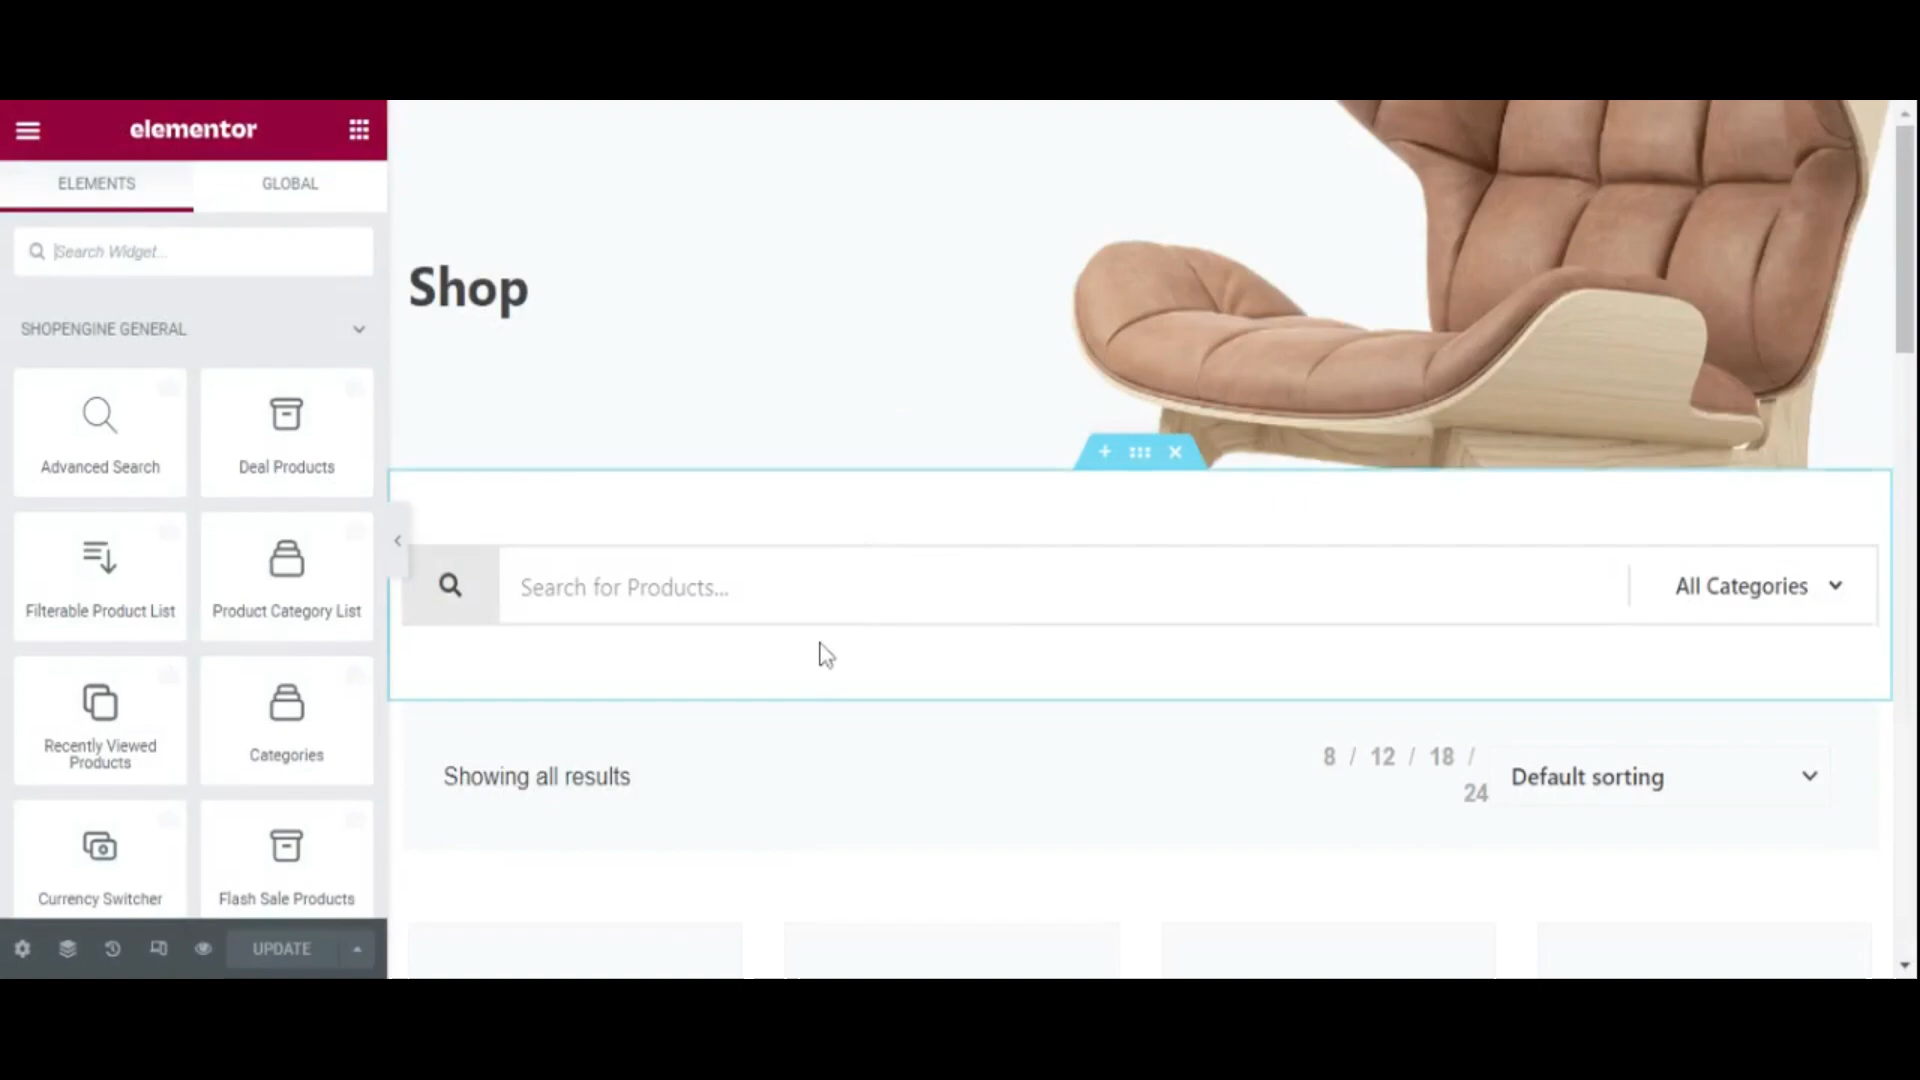 elementor
ELEMENTS
GLOBAL
Search Widget...
SHOPENGINE GENERAL
Advanced Search
Deal Products
Filterable Product List
Product Category List
Recently Viewed
Products
Categories
Currency Switcher
Flash Sale Products
UPDATE
Shop
Search for Products...
All Categories
Showing all results
8 / 12 / 18 /
24
Default sorting